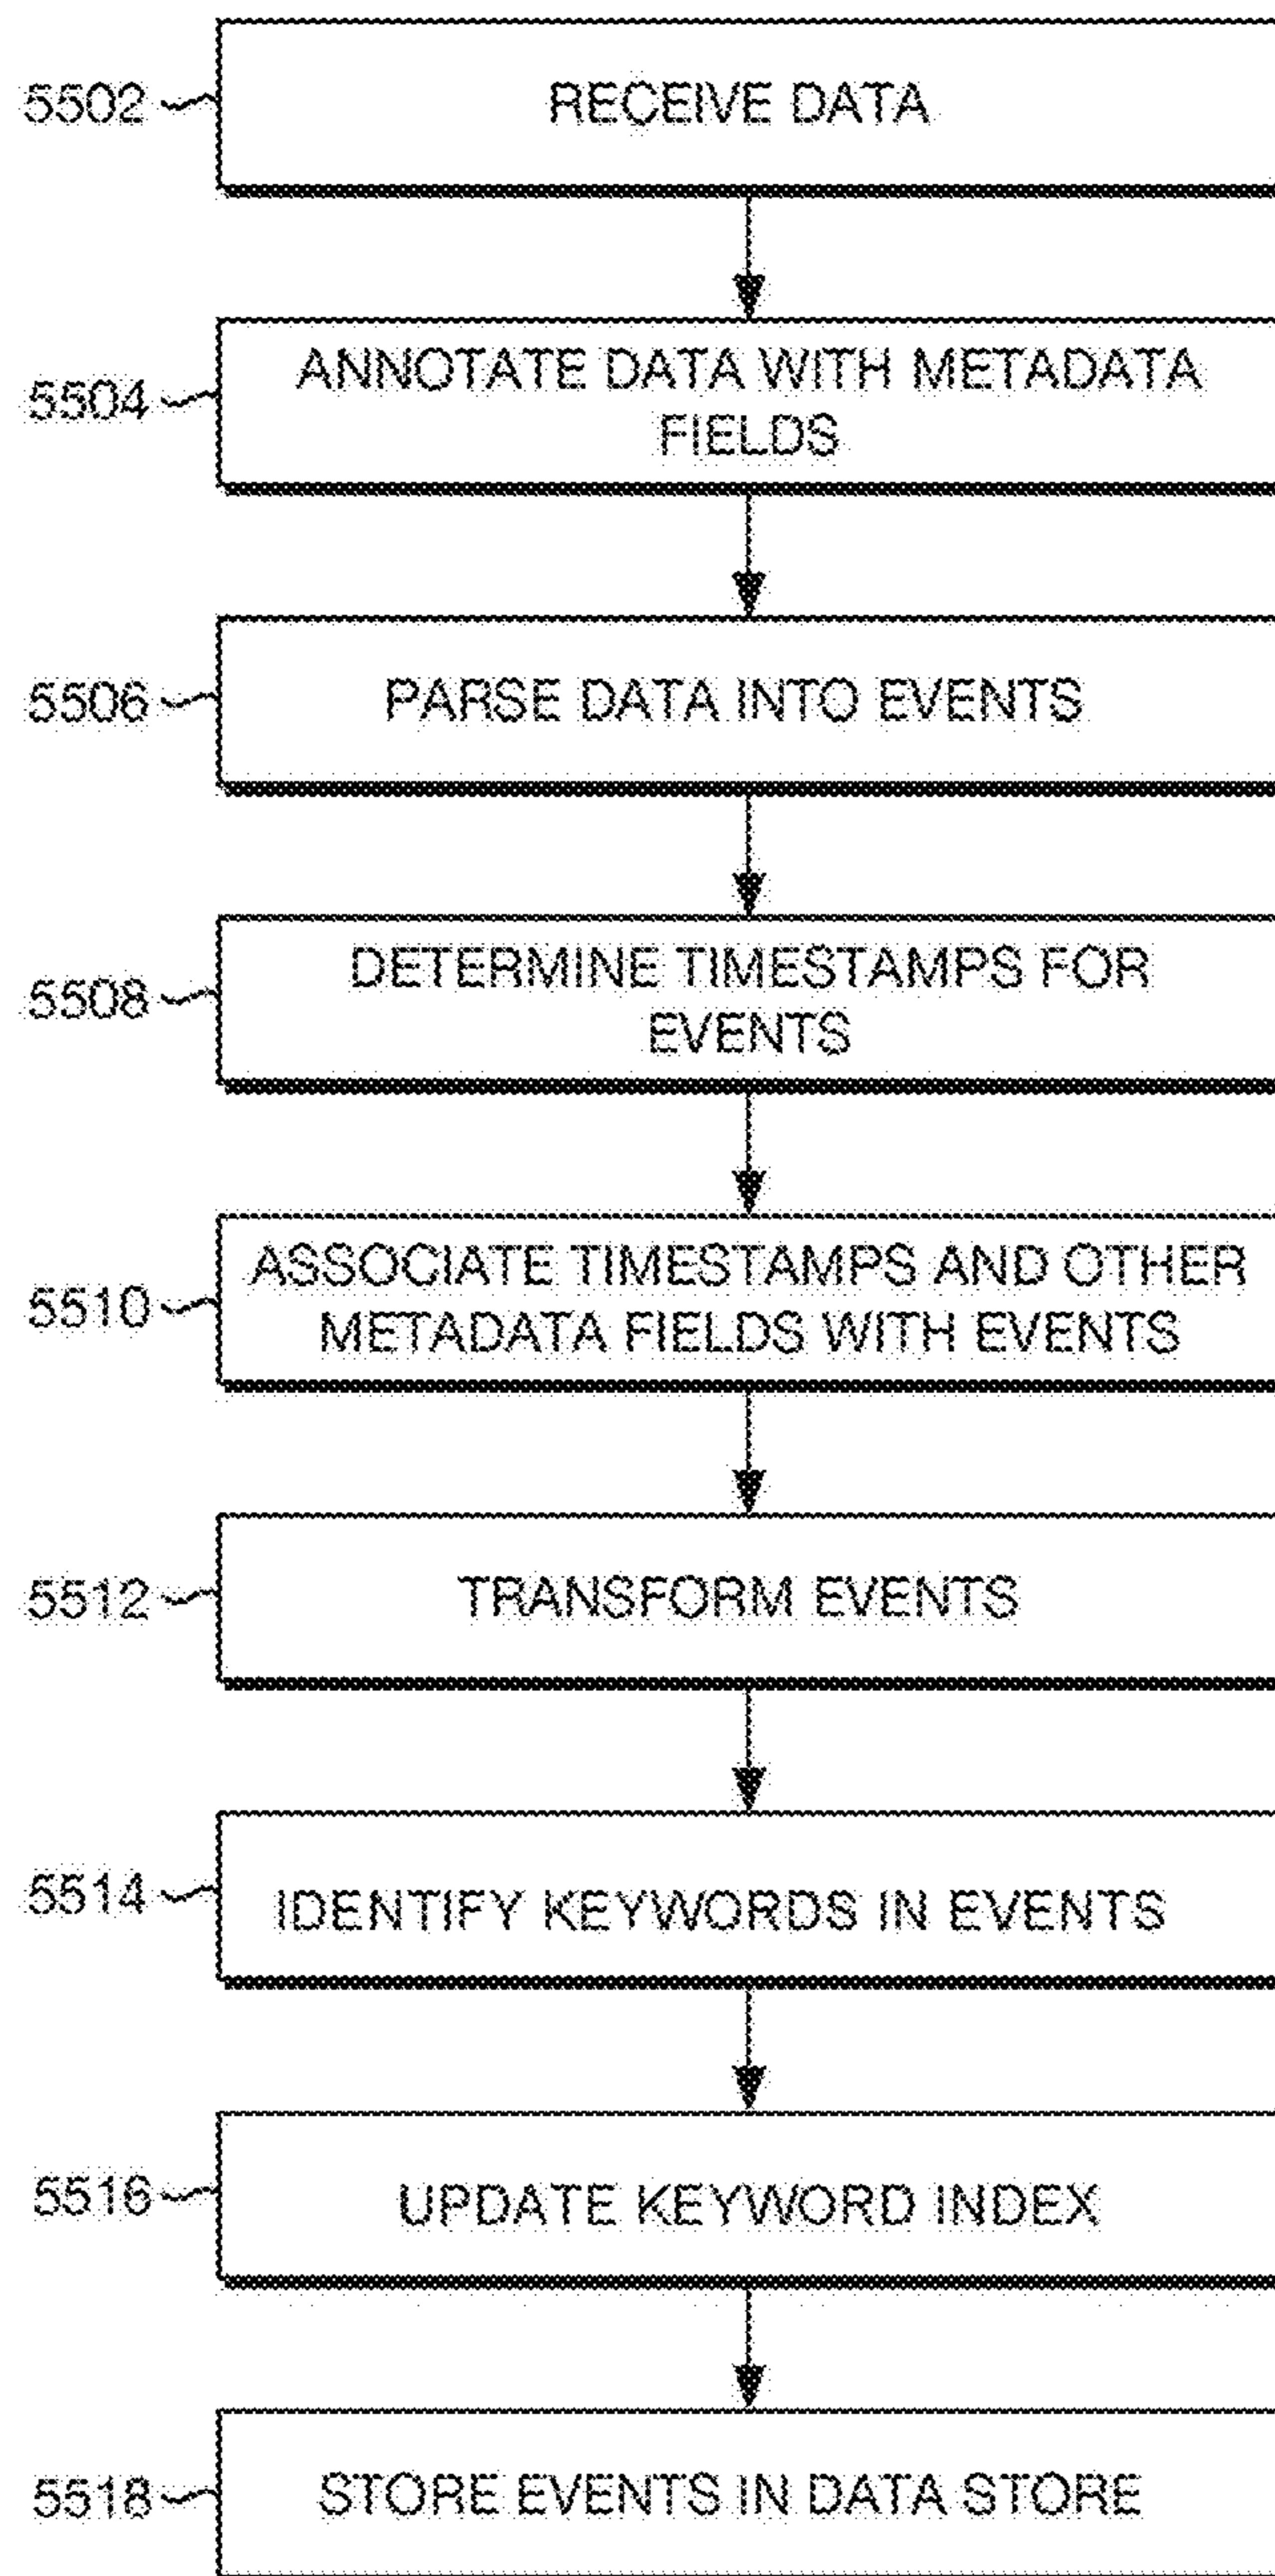 5502 RECEIVE DATA
5504 ANNOTATE DATA WITH METADATA
FIELDS
5506 PARSE DATA INTO EVENTS
5508 DETERMINE TIMESTAMPS FOR
EVENTS
5510 ASSOCIATE TIMESTAMPS AND OTHER
METADATA FIELDS WITH EVENTS
5512 TRANSFORM EVENTS
5514 IDENTIFY KEYWORDS IN EVENTS
5516 UPDATE KEYWORD INDEX
5518 STORE EVENTS IN DATA STORE